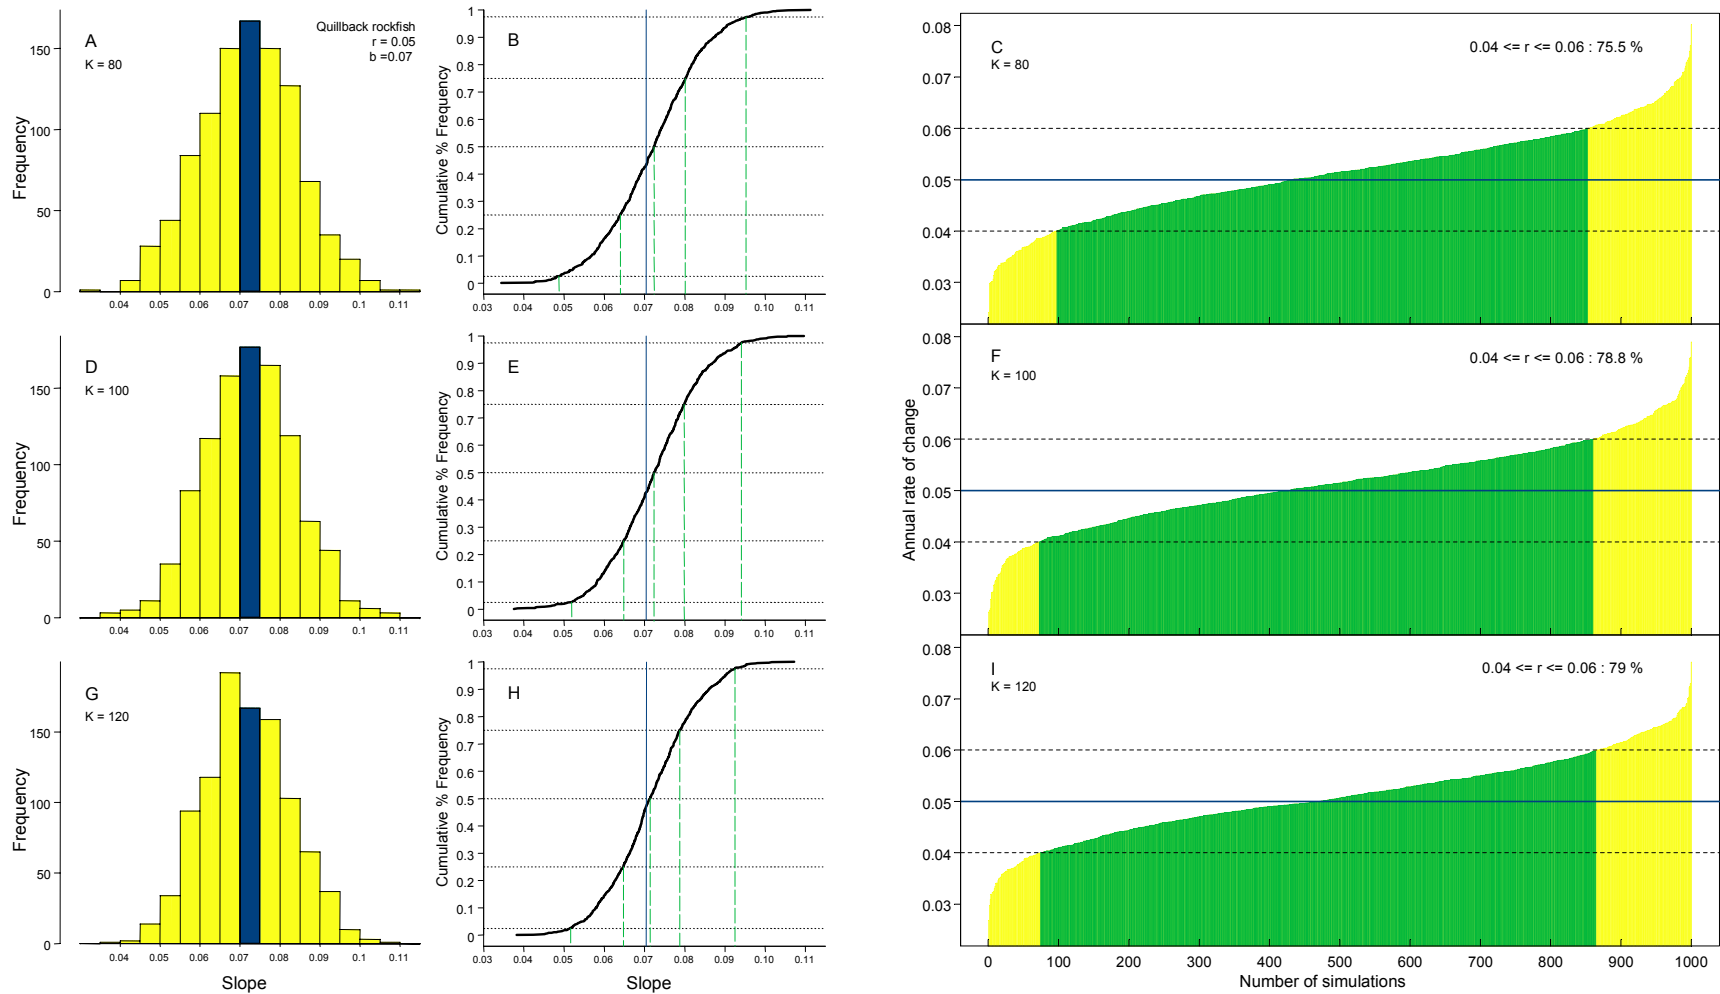 A
K = 80
Quillback rockfish
r = 0.05
b =0.07
Frequency
150
100
50
0
0.04 0.05 0.06 0.07 0.08 0.09 0.10 0.11
B
Cumulative % Frequency
1
0.9
0.8
0.7
0.6
0.5
0.4
0.3
0.2
0.1
0
0.03 0.04 0.05 0.06 0.07 0.08 0.09 0.10 0.11
C
K = 80
0.04 <= r <= 0.06 : 75.5 %
0.08
0.07
0.06
0.05
0.04
0.03
D
K = 100
Frequency
150
100
50
0
0.04 0.05 0.06 0.07 0.08 0.09 0.10 0.11
E
Cumulative % Frequency
1
0.9
0.8
0.7
0.6
0.5
0.4
0.3
0.2
0.1
0
0.03 0.04 0.05 0.06 0.07 0.08 0.09 0.10 0.11
F
K = 100
0.04 <= r <= 0.06 : 78.8 %
Annual rate of change
0.08
0.07
0.06
0.05
0.04
0.03
G
K = 120
Frequency
150
100
50
0
0.04 0.05 0.06 0.07 0.08 0.09 0.10 0.11
Slope
H
Cumulative % Frequency
1
0.9
0.8
0.7
0.6
0.5
0.4
0.3
0.2
0.1
0
0.03 0.04 0.05 0.06 0.07 0.08 0.09 0.10 0.11
Slope
I
K = 120
0.04 <= r <= 0.06 : 79 %
0.08
0.07
0.06
0.05
0.04
0.03
0 100 200 300 400 500 600 700 800 900 1000
Number of simulations